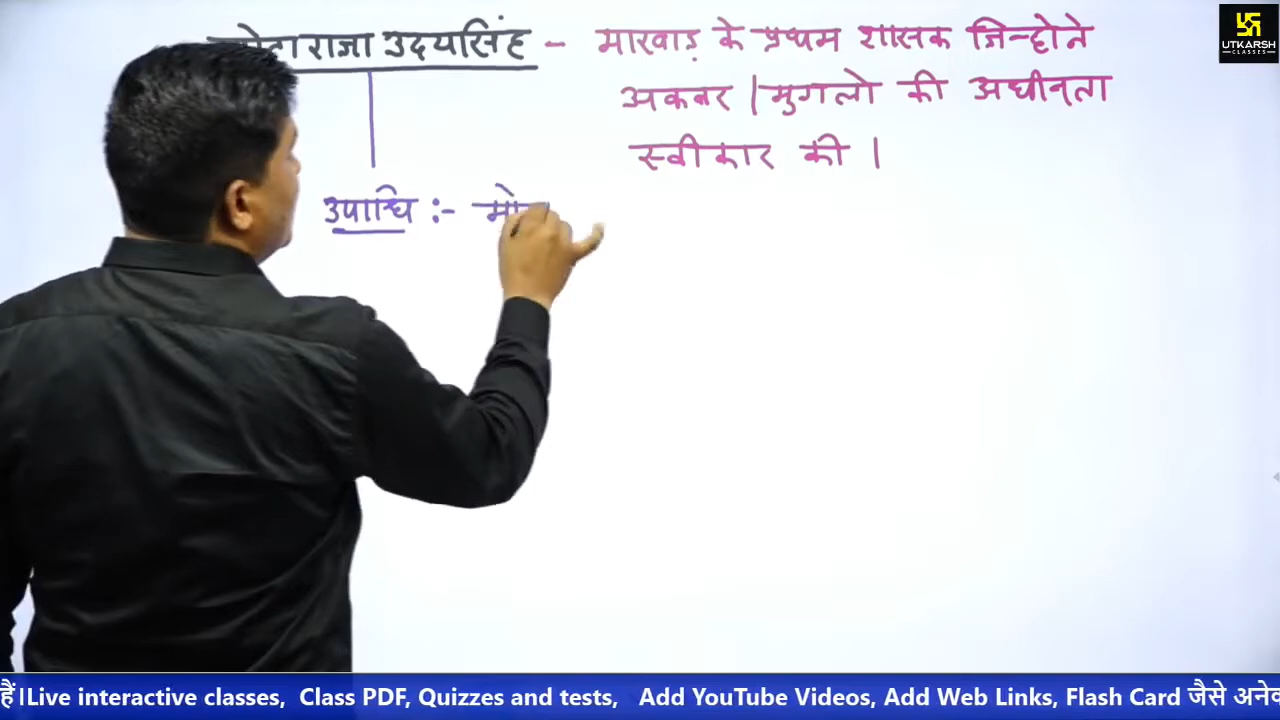 राजा उदयसिंह - मारवाड़ के प्रथम शासक जिन्होने
अकबर / मुगलो की अधीनता
स्वीकार की ।
उपाधि :-
UTKARSH
CLASSES
हैं।Live interactive classes, Class PDF, Quizzes and tests, Add YouTube Videos, Add Web Links, Flash Card जैसे